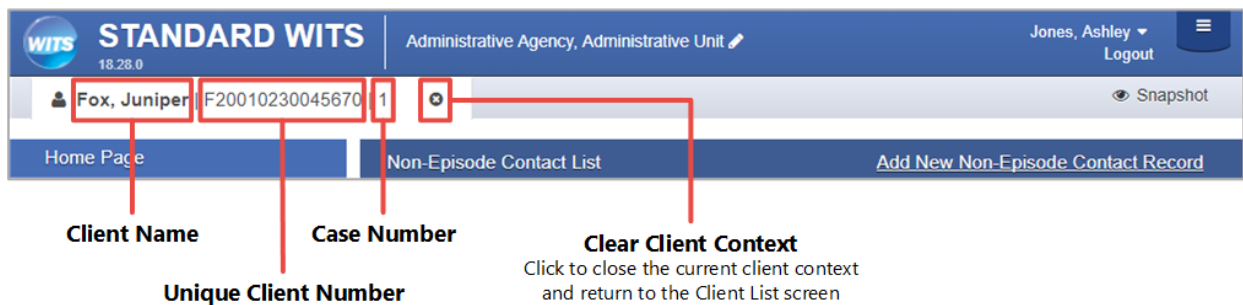 WITS STANDARD WITS Administrative Agency, Administrative Unit Jones, Ashley
18.28.0 Logout
Fox, Juniper | F20010230045670 | 1 Snapshot
Home Page Non-Episode Contact List Add New Non-Episode Contact Record
Client Name Case Number Clear Client Context
Click to close the current client context
Unique Client Number and return to the Client List screen